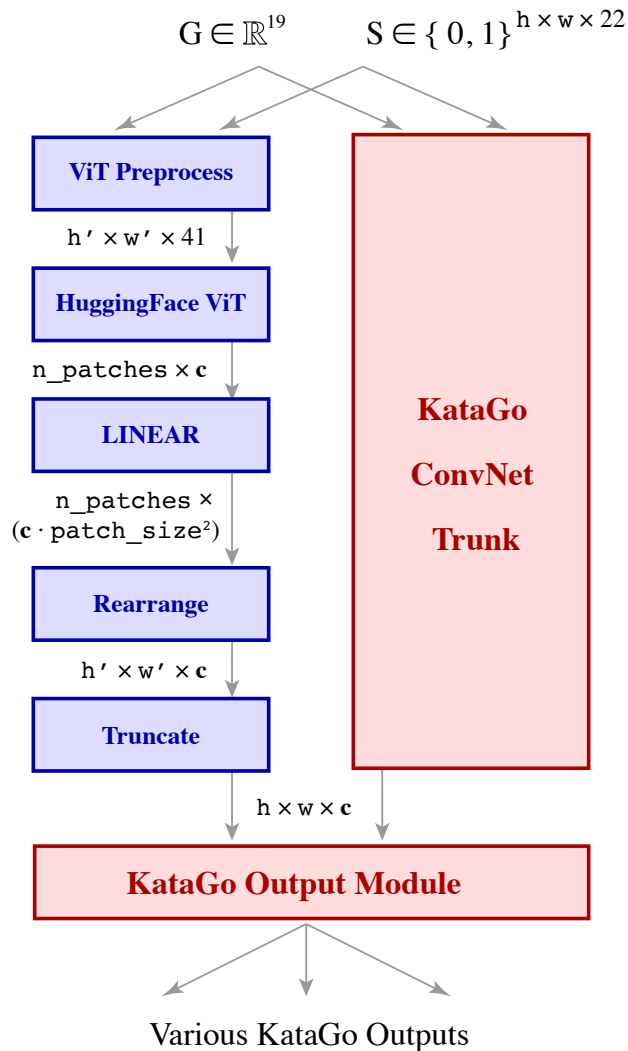 G ∈ ℝ¹⁹ S ∈ { 0, 1}ʰ ˣ ʷ ˣ ²²
ViT Preprocess
h′ × w′ × 41
HuggingFace ViT
n_patches × c
LINEAR
n_patches ×
(c · patch_size²)
Rearrange
h′ × w′ × c
Truncate
KataGo
ConvNet
Trunk
h × w × c
KataGo Output Module
Various KataGo Outputs